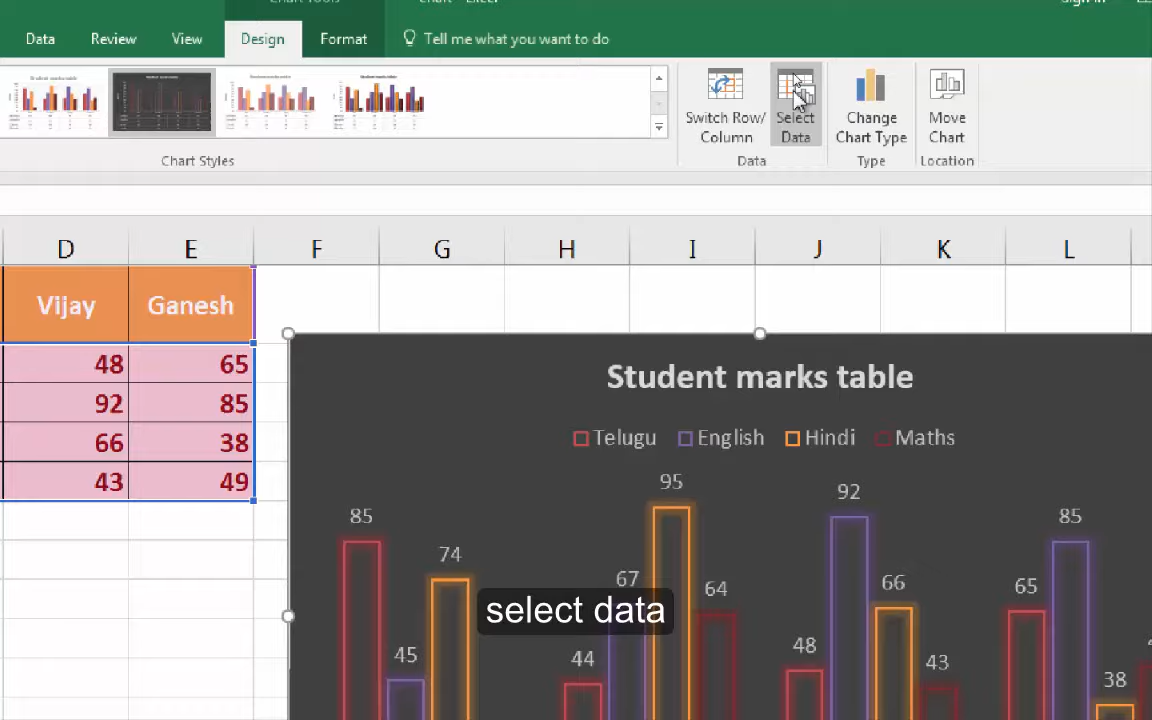 Data Review View Design Format Tell me what you want to do
Switch Row/ Column
Select Data
Change Chart Type
Move Chart
Chart Styles Data Type Location
D E F G H I J K L
Vijay Ganesh
48 65
92 85
66 38
43 49
Student marks table
Telugu English Hindi Maths
95
92
85 85
74
67 64 66 65
select data
45 44 48 43 38